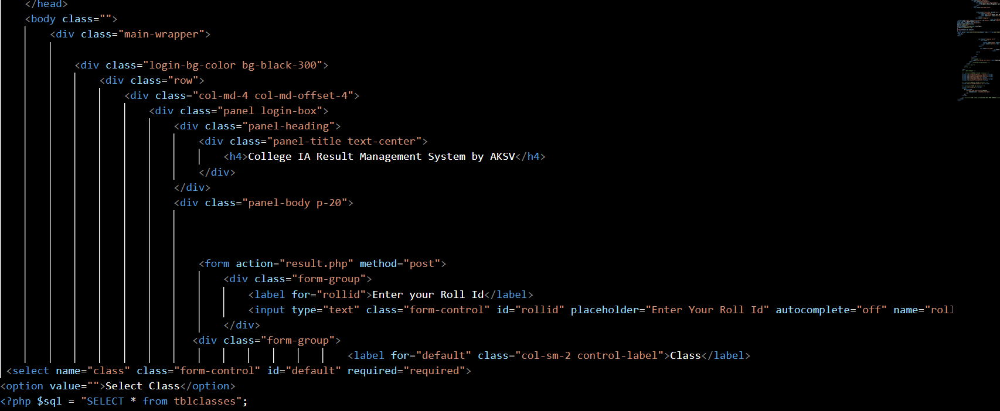 </head>
<body class="">
<div class="main-wrapper">
<div class="login-bg-color bg-black-300">
<div class="row">
<div class="col-md-4 col-md-offset-4">
<div class="panel login-box">
<div class="panel-heading">
<div class="panel-title text-center">
<h4>College IA Result Management System by AKSV</h4>
</div>
</div>
<div class="panel-body p-20">
<form action="result.php" method="post">
<div class="form-group">
<label for="rollid">Enter your Roll Id</label>
<input type="text" class="form-control" id="rollid" placeholder="Enter Your Roll Id" autocomplete="off" name="roll
</div>
<div class="form-group">
<label for="default" class="col-sm-2 control-label">Class</label>
<select name="class" class="form-control" id="default" required="required">
<option value="">Select Class</option>
<?php $sql = "SELECT * from tblclasses";